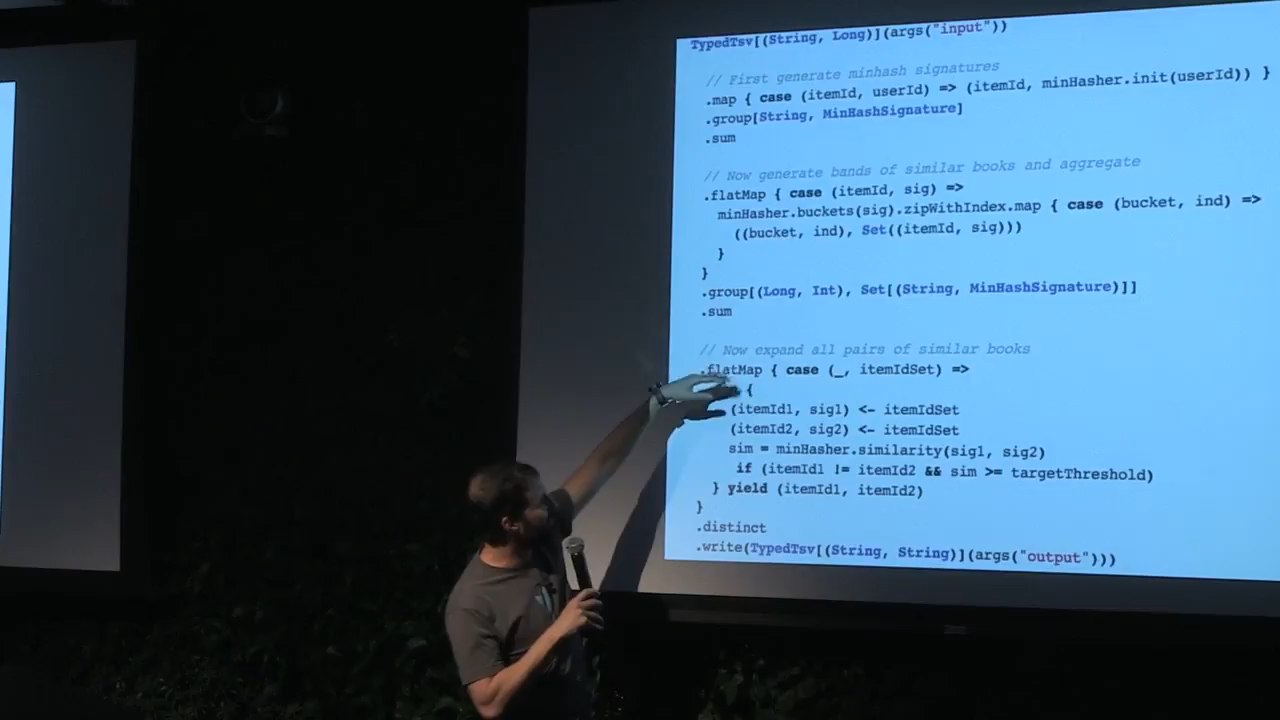 TypedTsv[(String, Long)](args("input"))
// First generate minhash signatures
.map { case (itemId, userId) => (itemId, minHasher.init(userId)) }
.group[String, MinHashSignature]
.sum
// Now generate bands of similar books and aggregate
.flatMap { case (itemId, sig) =>
minHasher.buckets(sig).zipWithIndex.map { case (bucket, ind) =>
((bucket, ind), Set((itemId, sig)))
}
}
.group[(Long, Int), Set[(String, MinHashSignature)]]
.sum
// Now expand all pairs of similar books
.flatMap { case (_, itemIdSet) =>
{
(itemId1, sig1) <- itemIdSet
(itemId2, sig2) <- itemIdSet
sim = minHasher.similarity(sig1, sig2)
if (itemId1 != itemId2 && sim >= targetThreshold)
} yield (itemId1, itemId2)
}
.distinct
.write(TypedTsv[(String, String)](args("output")))